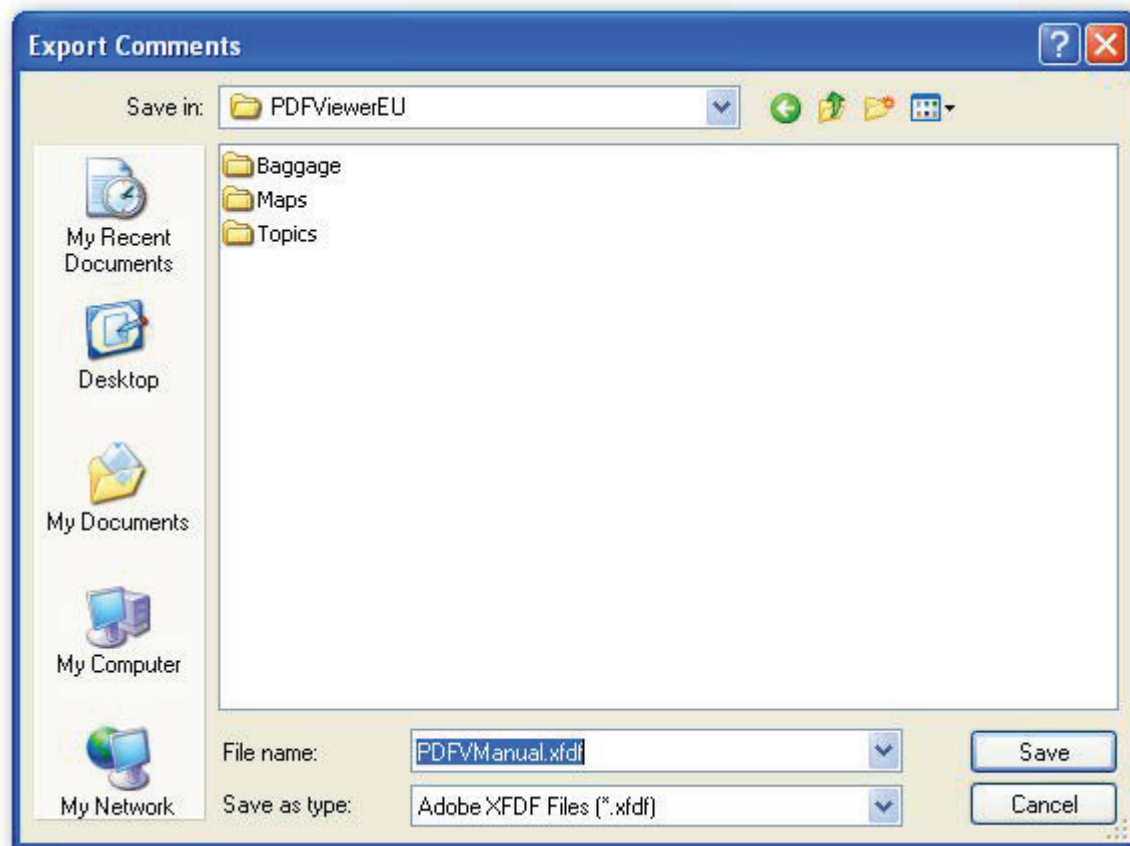 Export Comments
Save in: PDFViewerEU
My Recent
Documents
Desktop
My Documents
My Computer
My Network
Baggage
Maps
Topics
File name: PDFVManual.xfdf Save
Save as type: Adobe XFDF Files (*.xfdf) Cancel